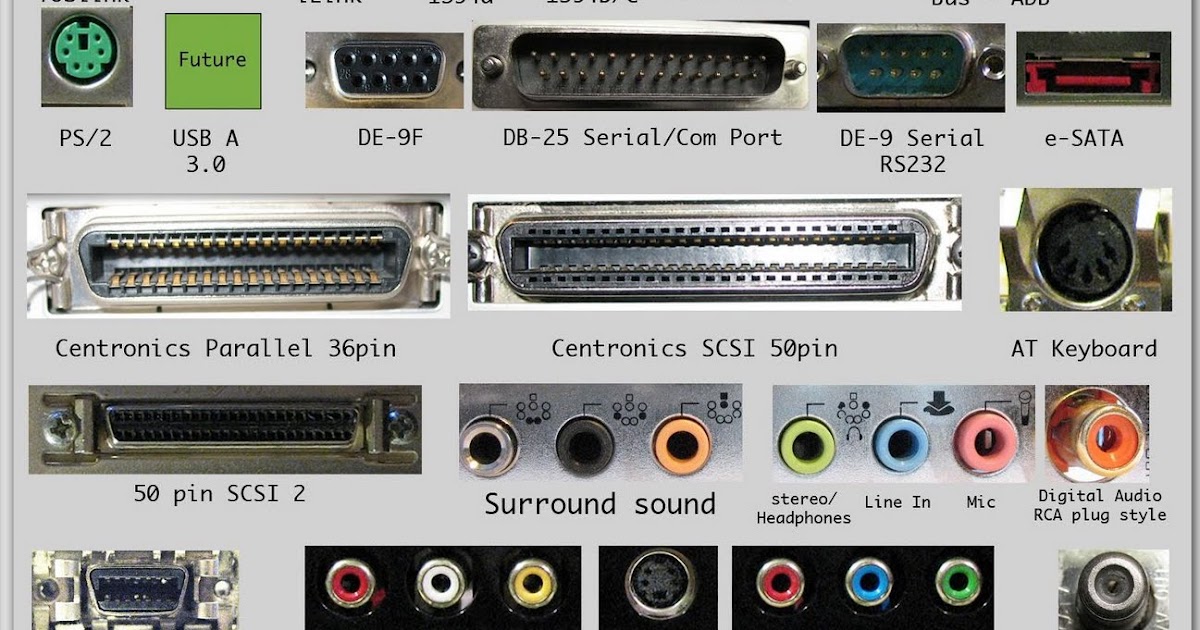 1394a
Future
PS/2
USB A
3.0
DE-9F
DB-25 Serial/Com Port
DE-9 Serial
RS232
e-SATA
Centronics Parallel 36pin
Centronics SCSI 50pin
AT Keyboard
50 pin SCSI 2
Surround sound
stereo/
Headphones
Line In
Mic
Digital Audio
RCA plug style